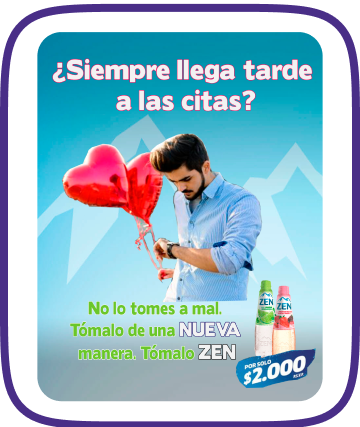 ¿Siempre llega tarde
a las citas?
No lo tomes a mal.
Tómalo de una NUEVA
manera. Tómalo ZEN
ZEN
ZEN
POR SOLO
$2.000